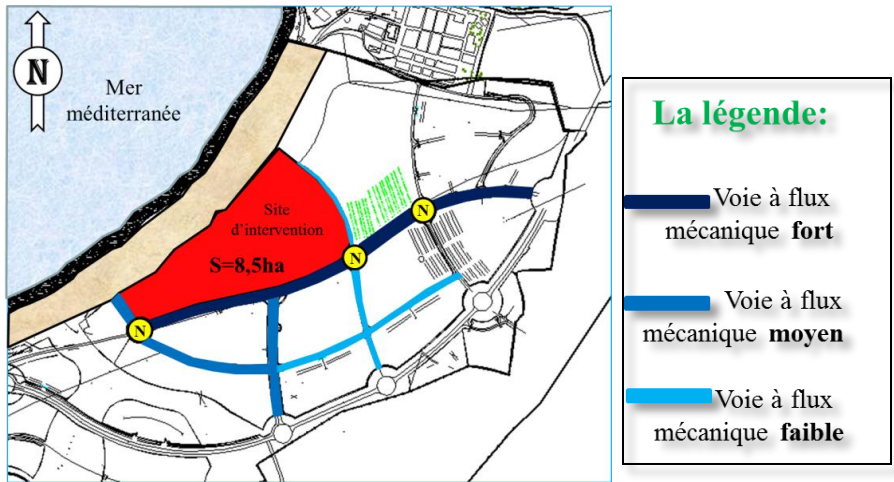 N
Mer
méditerranée
Site
d'intervention
S=8,5ha
N
N
N
La légende:
Voie à flux
mécanique fort
Voie à flux
mécanique moyen
Voie à flux
mécanique faible